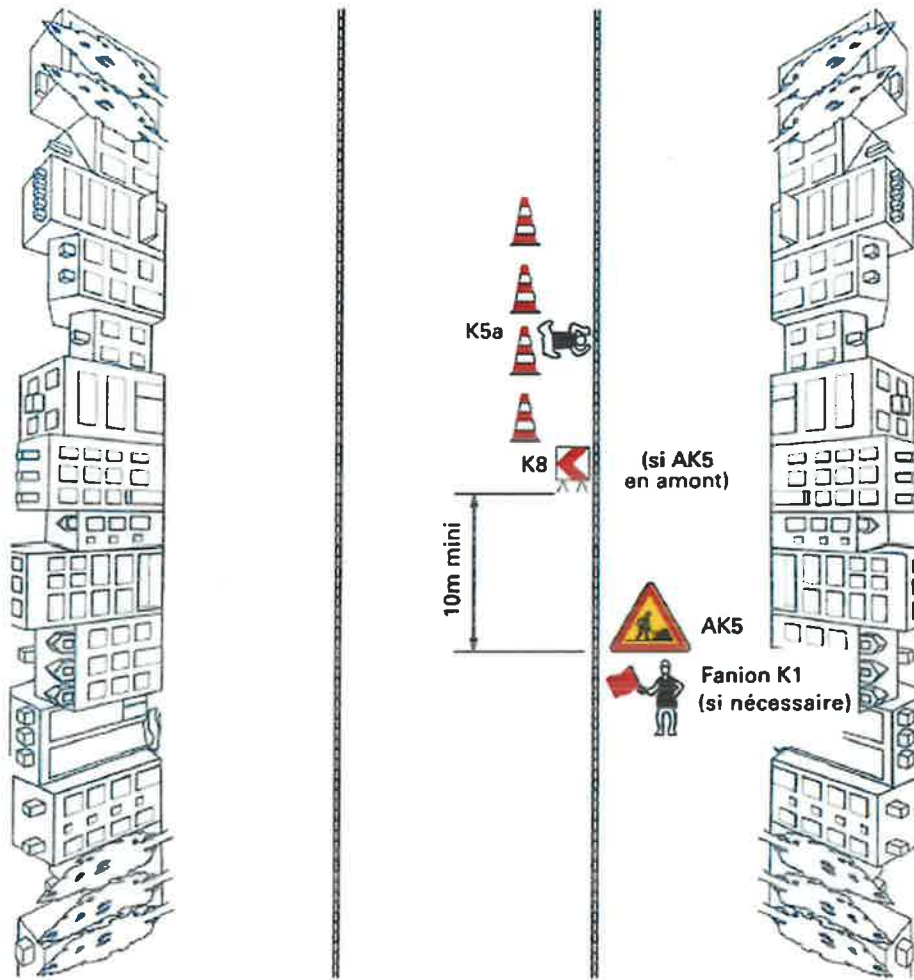 K5a
K8
(si AK5
en amont)
10m mini
AK5
Fanion K1
(si nécessaire)